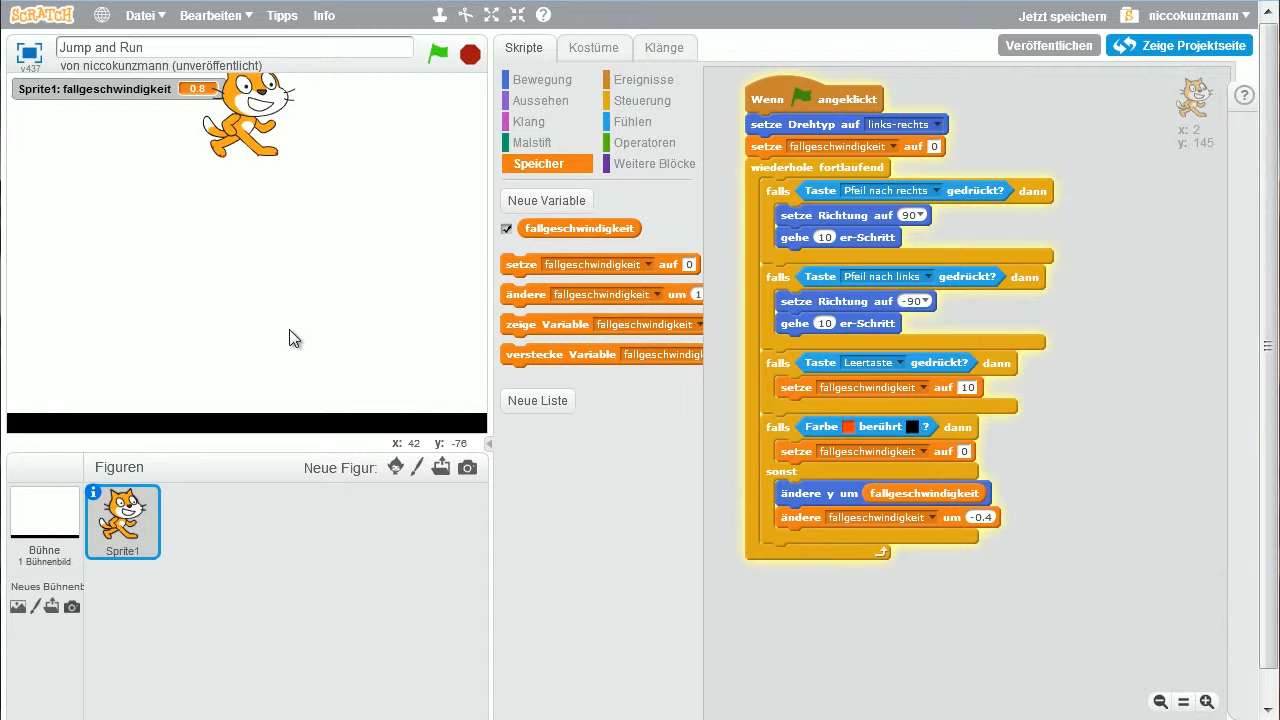 SCRATCH
Datei
Bearbeiten
Tipps
Info
Jetzt speichern
niccokunzmann
v437
Jump and Run
von niccokunzmann (unveröffentlicht)
Skripte
Kostüme
Klänge
Veröffentlichen
Zeige Projektseite
Sprite1: fallgeschwindigkeit 0.8
Bewegung
Aussehen
Klang
Malstift
Speicher
Ereignisse
Steuerung
Fühlen
Operatoren
Weitere Blöcke
Neue Variable
fallgeschwindigkeit
setze fallgeschwindigkeit auf 0
ändere fallgeschwindigkeit um 1
zeige Variable fallgeschwindigkeit
verstecke Variable fallgeschwindigk
Neue Liste
Wenn angeklickt
setze Drehtyp auf links-rechts
setze fallgeschwindigkeit auf 0
wiederhole fortlaufend
falls Taste Pfeil nach rechts gedrückt? dann
setze Richtung auf 90
gehe 10 er-Schritt
falls Taste Pfeil nach links gedrückt? dann
setze Richtung auf -90
gehe 10 er-Schritt
falls Taste Leertaste gedrückt? dann
setze fallgeschwindigkeit auf 10
falls Farbe berührt ? dann
setze fallgeschwindigkeit auf 0
sonst
ändere y um fallgeschwindigkeit
ändere fallgeschwindigkeit um -0.4
x: 2
y: 145
x: 42 y: -76
Figuren
Neue Figur:
Bühne
1 Bühnenbild
Neues Bühnenb
Sprite1